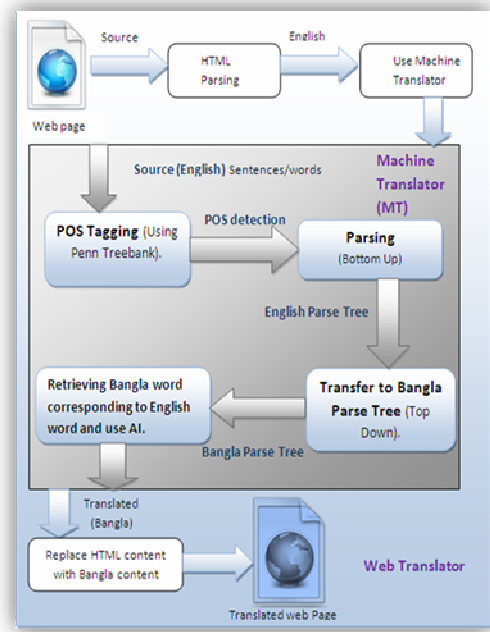 Source
English
HTML
Parsing
Use Machine
Translator
Web page
Source (English) Sentences/words
Machine
Translator
(MT)
POS Tagging (Using
Penn Treebank).
POS detection
Parsing
(Bottom Up)
English Parse Tree
Retrieving Bangla word
corresponding to English
word and use AI.
Transfer to Bangla
Parse Tree (Top
Down).
Bangla Parse Tree
Translated
(Bangla)
Replace HTML content
with Bangla content
Web Translator
Translated web Page